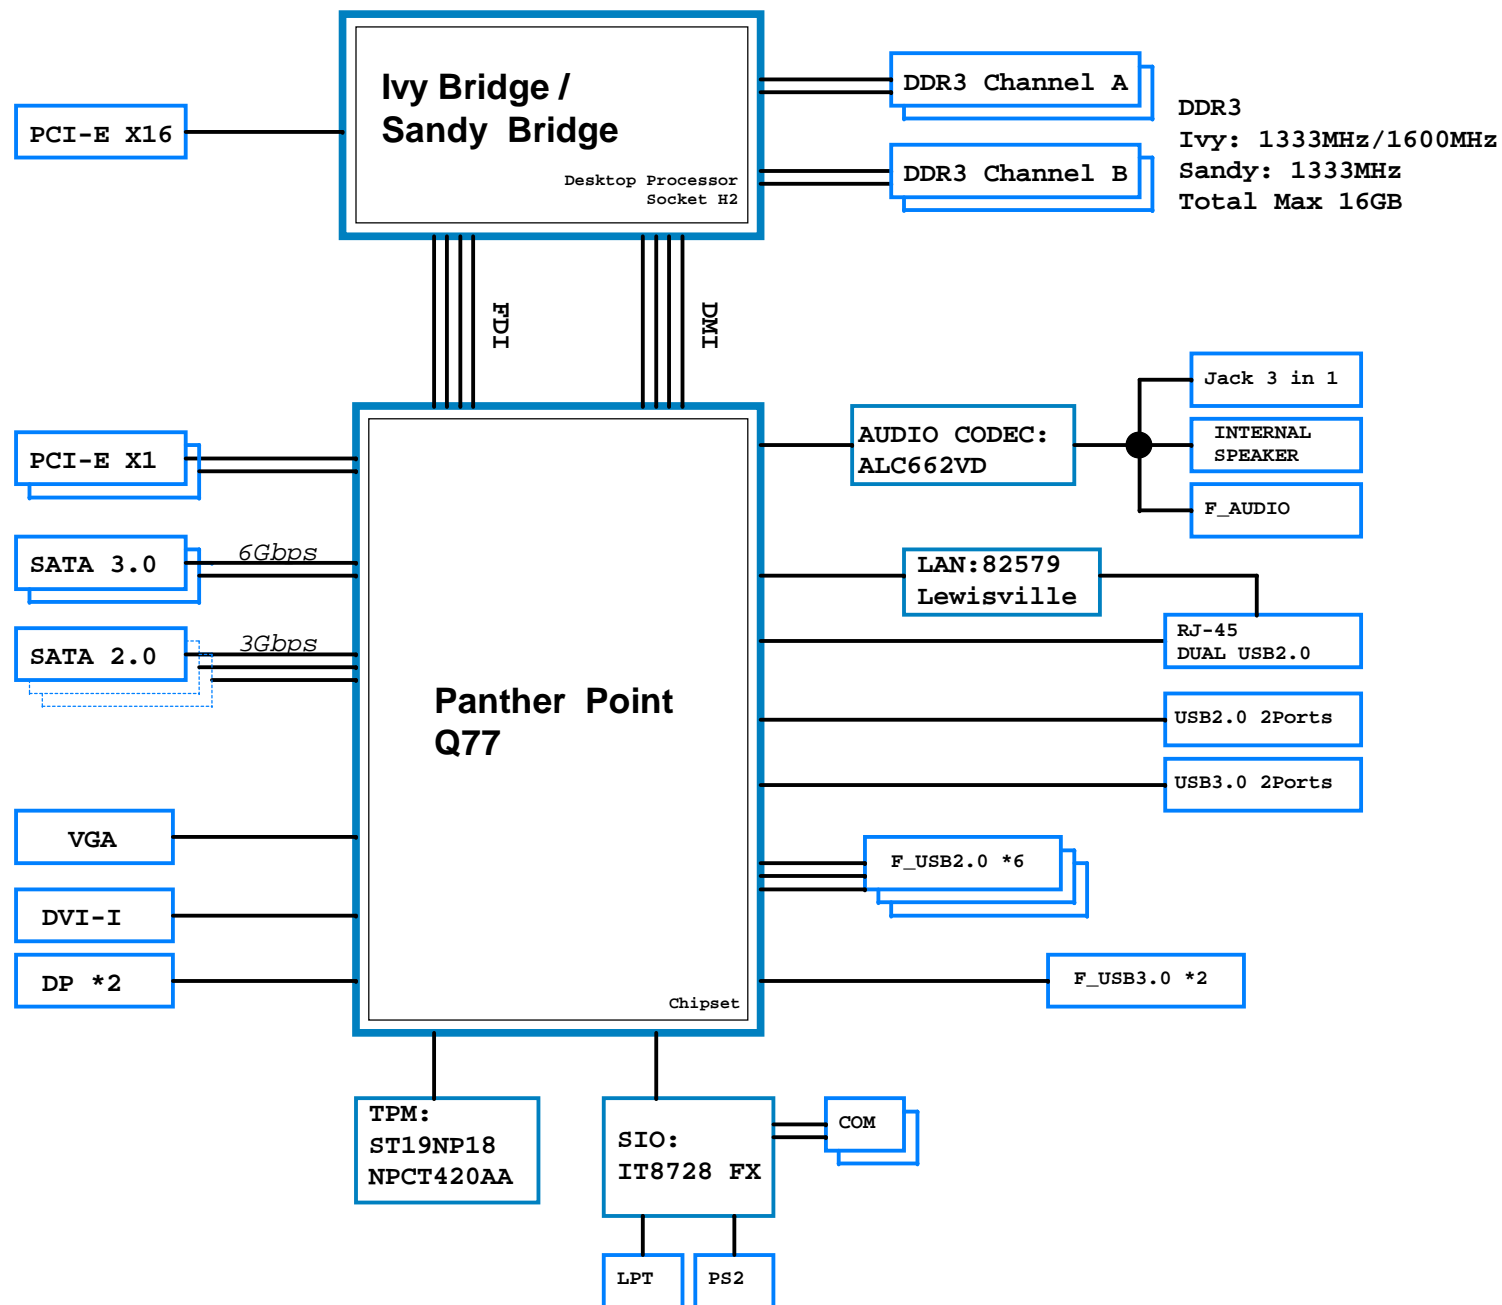 Ivy Bridge /
Sandy Bridge
Desktop Processor
Socket H2
PCI-E X16
DDR3 Channel A
DDR3 Channel B
DDR3
Ivy: 1333MHz/1600MHz
Sandy: 1333MHz
Total Max 16GB
FDI
DMI
PCI-E X1
SATA 3.0
6Gbps
SATA 2.0
3Gbps
VGA
DVI-I
DP *2
Panther Point
Q77
Chipset
AUDIO CODEC:
ALC662VD
Jack 3 in 1
INTERNAL
SPEAKER
F_AUDIO
LAN:82579
Lewisville
RJ-45
DUAL USB2.0
USB2.0 2Ports
USB3.0 2Ports
F_USB2.0 *6
F_USB3.0 *2
TPM:
ST19NP18
NPCT420AA
SIO:
IT8728 FX
COM
LPT
PS2